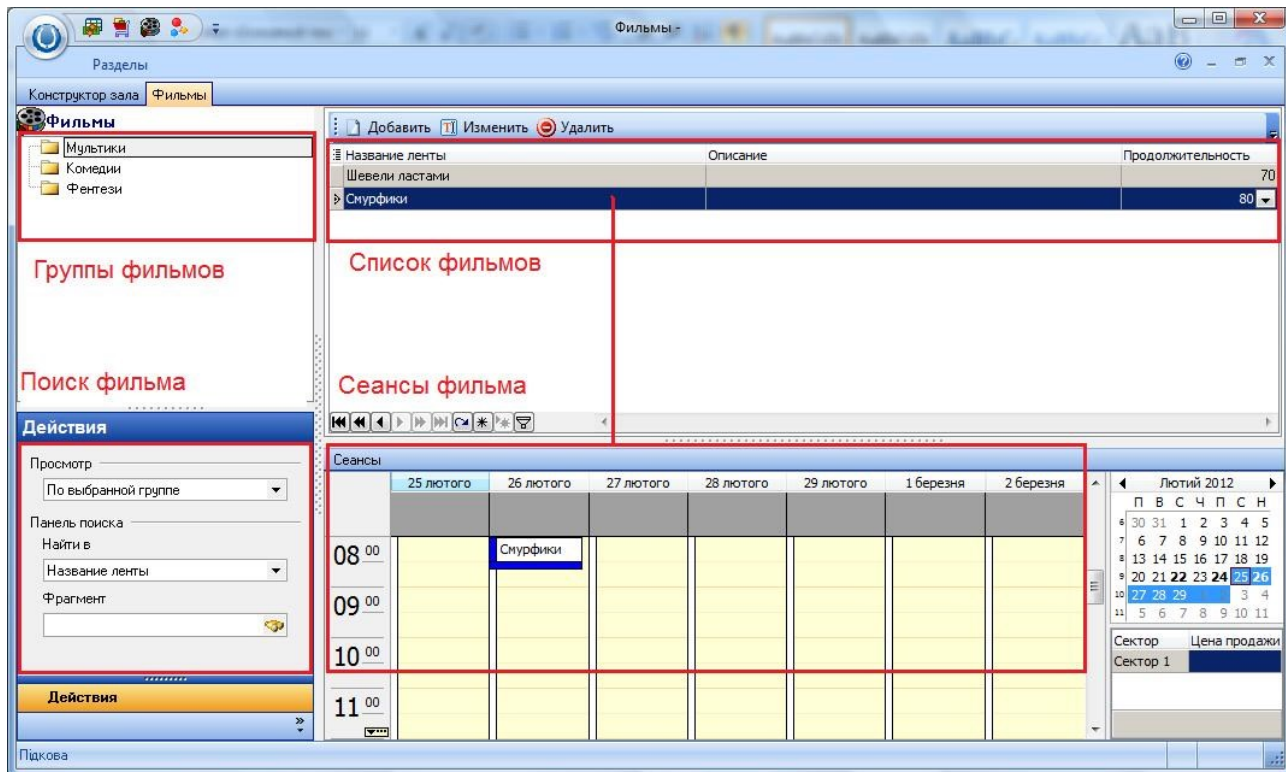 Фильмы -
Разделы
Конструктор зала Фильмы
Фильмы
Мультики
Комедии
Фентези
Группы фильмов
Поиск фильма
Действия
Просмотр
По выбранной группе
Панель поиска
Найти в
Название ленты
Фрагмент
Действия
Добавить Изменить Удалить
Название ленты Описание Продолжительность
Шевели ластами 70
Смурфики 80
Список фильмов
Сеансы фильма
Сеансы
25 лютого 26 лютого 27 лютого 28 лютого 29 лютого 1 березня 2 березня
08 00 Смурфики
09 00
10 00
11 00
Лютий 2012
П В С Ч П С Н
6 30 31 1 2 3 4 5
7 6 7 8 9 10 11 12
8 13 14 15 16 17 18 19
9 20 21 22 23 24 25 26
10 27 28 29 1 2 3 4
11 5 6 7 8 9 10 11
Сектор Цена продажи
Сектор 1
Підкова